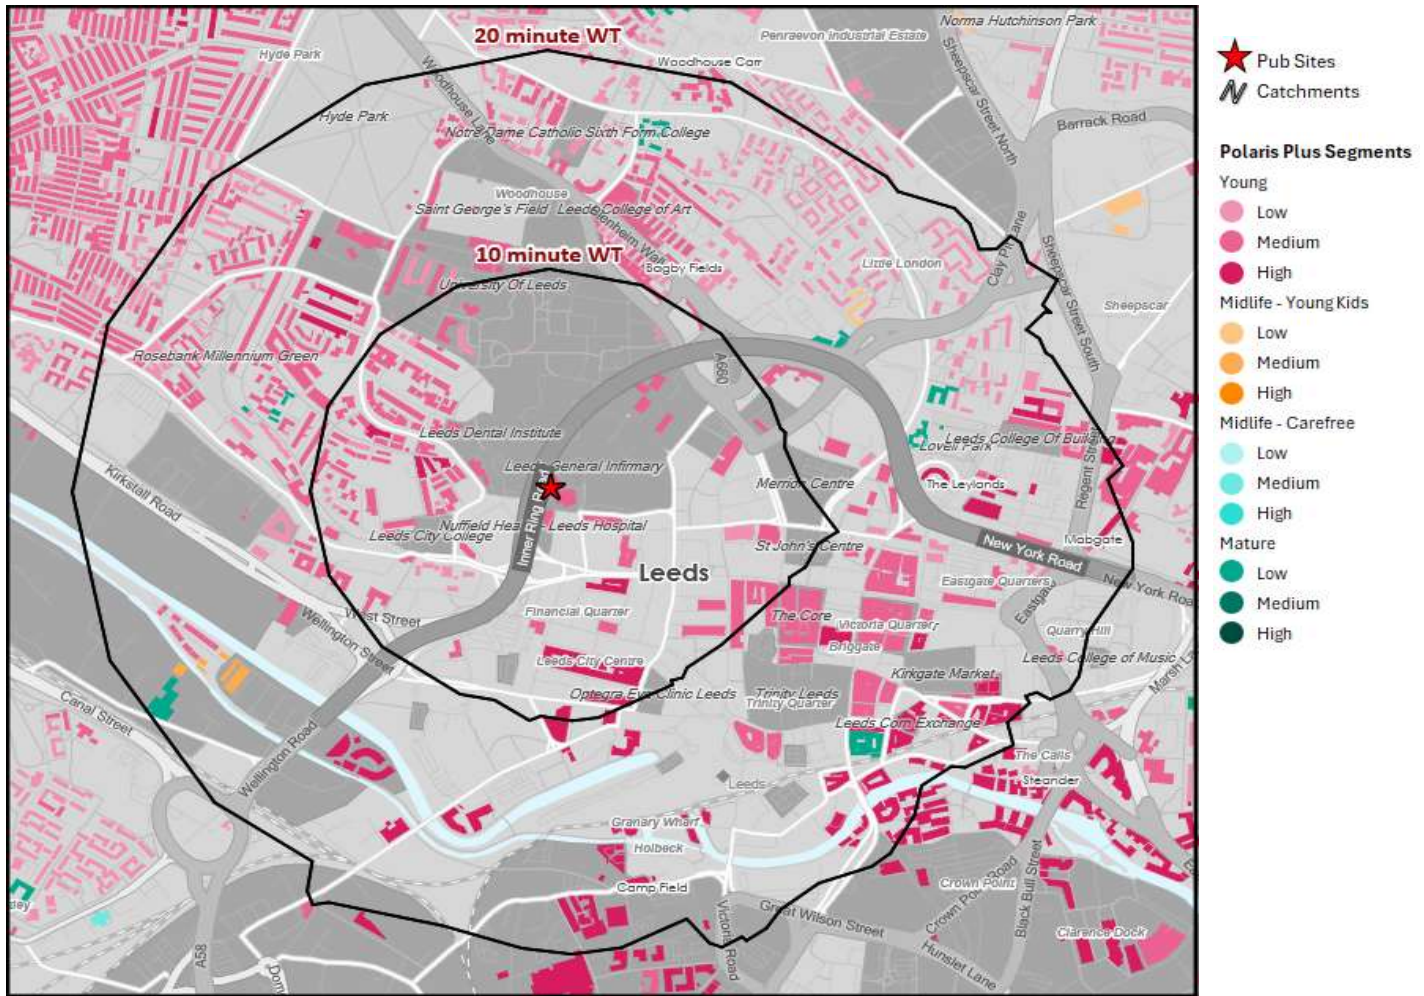 20 minute WT
Norma Hutchinson Park
Penraevon Industrial Estate
Hyde Park
Woodhouse Carr
Sheepscar Street North
Woodhouse Lane
Hyde Park
Barrack Road
Notre Dame Catholic Sixth Form College
Woodhouse
Saint George's Field
Leeds College of Art
Blenheim Walk
10 minute WT
Bagby Fields
Little London
Clay Pit Lane
University Of Leeds
Sheepscar Street South
Sheepscar
Rosebank Millennium Green
A660
Leeds Dental Institute
Leeds College Of Building
Lovell Park
Leeds General Infirmary
Kirkstall Road
Merrion Centre
The Leylands
Regent Street
Inner Ring Road
Nuffield Hea
Leeds Hospital
Leeds City College
St John's Centre
Mabgate
New York Road
Leeds
Eastgate Quarters
New York Roa
West Street
Wellington Street
Financial Quarter
The Core
Victoria Quarter
Eastgate
Quarry Hill
Briggate
Leeds City Centre
Leeds College of Music
Marsh La
Kirkgate Market
Optegra Eye Clinic Leeds
Trinity Leeds
Trinity Quarter
Canal Street
Leeds Corn Exchange
Wellington Road
The Calls
Steander
Leeds
Granary Wharf
Holbeck
Camp Field
Crown Point
Crown Point Road
Black Bull Street
Great Wilson Street
Victoria Road
Hunslet Lane
Clarence Dock
A58
Dom
Pub Sites
Catchments
Polaris Plus Segments
Young
Low
Medium
High
Midlife - Young Kids
Low
Medium
High
Midlife - Carefree
Low
Medium
High
Mature
Low
Medium
High